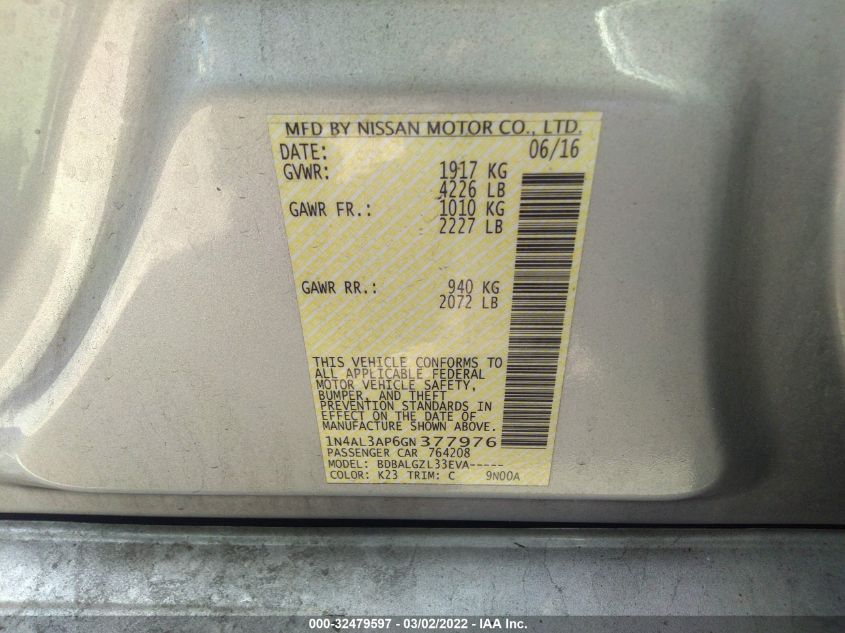 MFD BY NISSAN MOTOR CO., LTD.
DATE: 06/16
GVWR: 1917 KG
4226 LB
GAWR FR.: 1010 KG
2227 LB
GAWR RR.: 940 KG
2072 LB
THIS VEHICLE CONFORMS TO
ALL APPLICABLE FEDERAL
MOTOR VEHICLE SAFETY,
BUMPER, AND THEFT
PREVENTION STANDARDS IN
EFFECT ON THE DATE OF
MANUFACTURE SHOWN ABOVE.
1N4AL3AP6GN377976
PASSENGER CAR 764208
MODEL: BDBALGZL33EVA-----
COLOR: K23 TRIM: C 9N00A
000-32479597 - 03/02/2022 - IAA Inc.